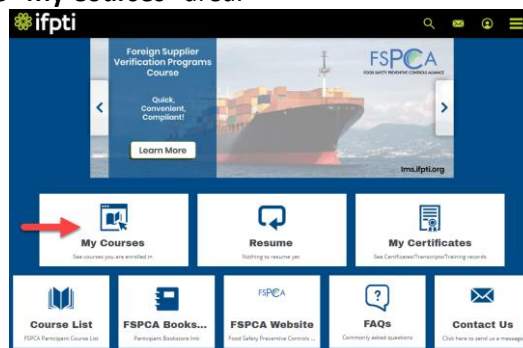 "My Courses" area.
ifpti
Foreign Supplier
Verification Programs
Course
Quick,
Convenient,
Compliant!
Learn More
FSPCA
FOOD SAFETY PREVENTIVE CONTROLS ALLIANCE
lms.ifpti.org
My Courses
See courses you are enrolled in
Resume
Nothing to resume yet
My Certificates
See Certificates/Transcripts/Training records
Course List
FSPCA Participant Course List
FSPCA Books...
Participant Bookstore link
FSPCA
FSPCA Website
Food Safety Preventive Controls ...
FAQs
Commonly asked questions
Contact Us
Click here to send us a message